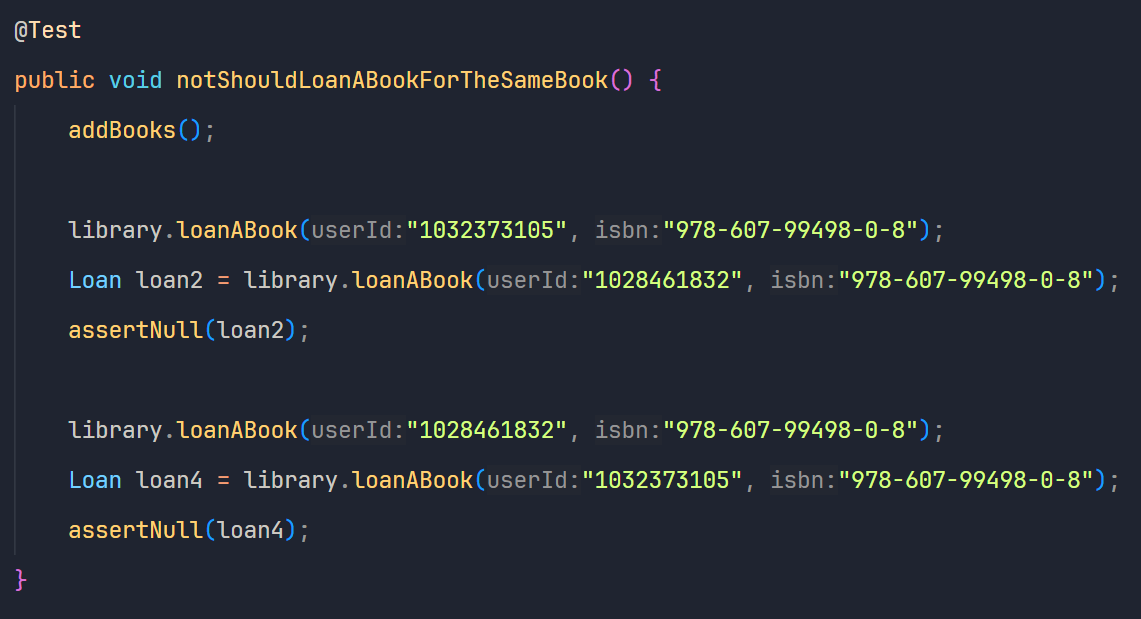 @Test
public void notShouldLoanABookForTheSameBook() {
addBooks();
library.loanABook(userId:"1032373105", isbn:"978-607-99498-0-8");
Loan loan2 = library.loanABook(userId:"1028461832", isbn:"978-607-99498-0-8");
assertNull(loan2);
library.loanABook(userId:"1028461832", isbn:"978-607-99498-0-8");
Loan loan4 = library.loanABook(userId:"1032373105", isbn:"978-607-99498-0-8");
assertNull(loan4);
}